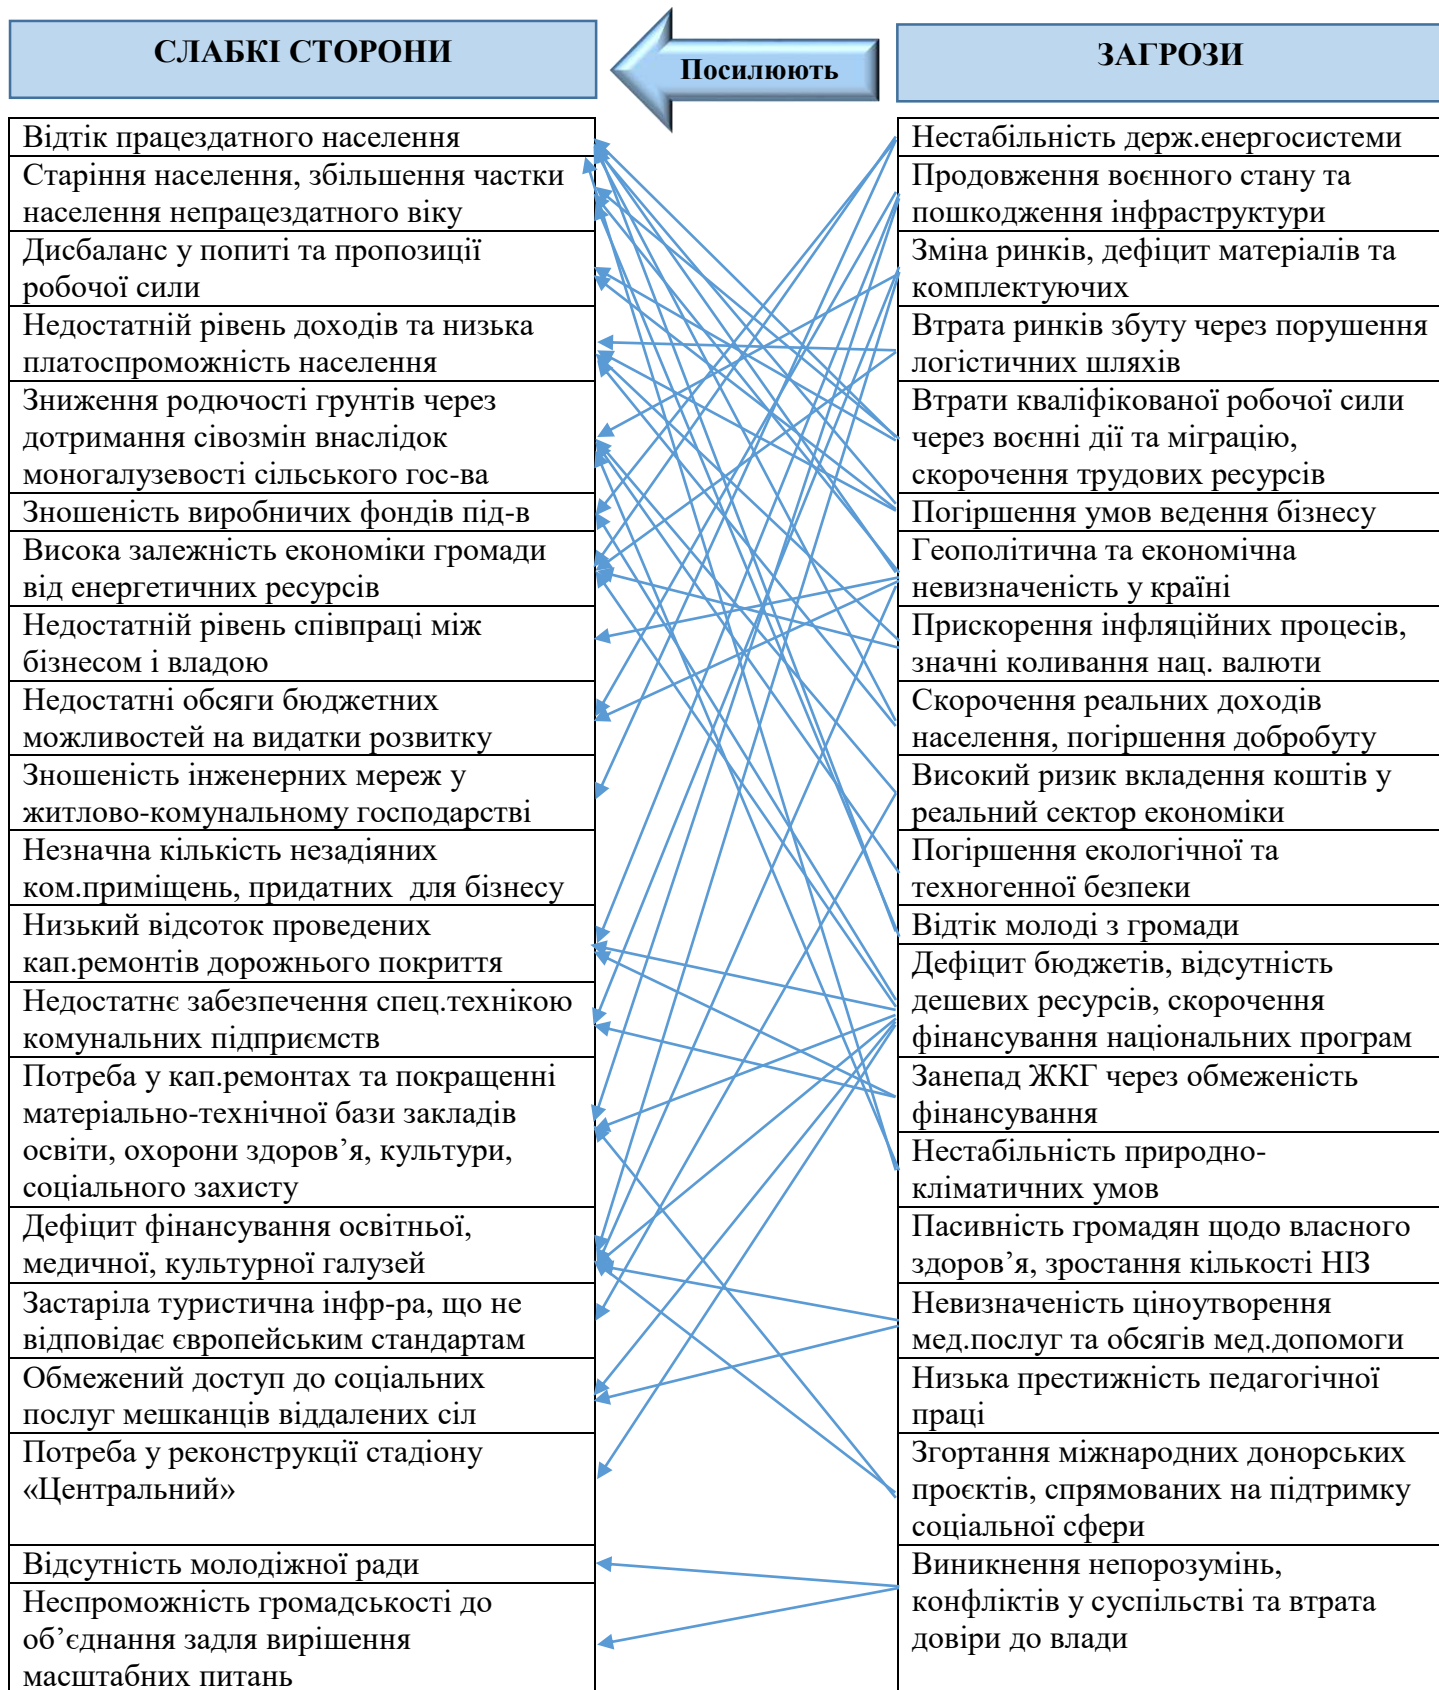 СЛАБКІ СТОРОНИ
Посилюють
ЗАГРОЗИ
Відтік працездатного населення
Старіння населення, збільшення частки
населення непрацездатного віку
Дисбаланс у попиті та пропозиції
робочої сили
Недостатній рівень доходів та низька
платоспроможність населення
Зниження родючості грунтів через
дотримання сівозмін внаслідок
моногалузевості сільського гос-ва
Зношеність виробничих фондів під-в
Висока залежність економіки громади
від енергетичних ресурсів
Недостатній рівень співпраці між
бізнесом і владою
Недостатні обсяги бюджетних
можливостей на видатки розвитку
Зношеність інженерних мереж у
житлово-комунальному господарстві
Незначна кількість незадіяних
ком.приміщень, придатних для бізнесу
Низький відсоток проведених
кап.ремонтів дорожнього покриття
Недостатнє забезпечення спец.технікою
комунальних підприємств
Потреба у кап.ремонтах та покращенні
матеріально-технічної бази закладів
освіти, охорони здоров’я, культури,
соціального захисту
Дефіцит фінансування освітньої,
медичної, культурної галузей
Застаріла туристична інфр-ра, що не
відповідає європейським стандартам
Обмежений доступ до соціальних
послуг мешканців віддалених сіл
Потреба у реконструкції стадіону
«Центральний»
Відсутність молодіжної ради
Неспроможність громадськості до
об’єднання задля вирішення
масштабних питань
Нестабільність держ.енергосистеми
Продовження воєнного стану та
пошкодження інфраструктури
Зміна ринків, дефіцит матеріалів та
комплектуючих
Втрата ринків збуту через порушення
логістичних шляхів
Втрати кваліфікованої робочої сили
через воєнні дії та міграцію,
скорочення трудових ресурсів
Погіршення умов ведення бізнесу
Геополітична та економічна
невизначеність у країні
Прискорення інфляційних процесів,
значні коливання нац. валюти
Скорочення реальних доходів
населення, погіршення добробуту
Високий ризик вкладення коштів у
реальний сектор економіки
Погіршення екологічної та
техногенної безпеки
Відтік молоді з громади
Дефіцит бюджетів, відсутність
дешевих ресурсів, скорочення
фінансування національних програм
Занепад ЖКГ через обмеженість
фінансування
Нестабільність природно-
кліматичних умов
Пасивність громадян щодо власного
здоров’я, зростання кількості НІЗ
Невизначеність ціноутворення
мед.послуг та обсягів мед.допомоги
Низька престижність педагогічної
праці
Згортання міжнародних донорських
проєктів, спрямованих на підтримку
соціальної сфери
Виникнення непорозумінь,
конфліктів у суспільстві та втрата
довіри до влади